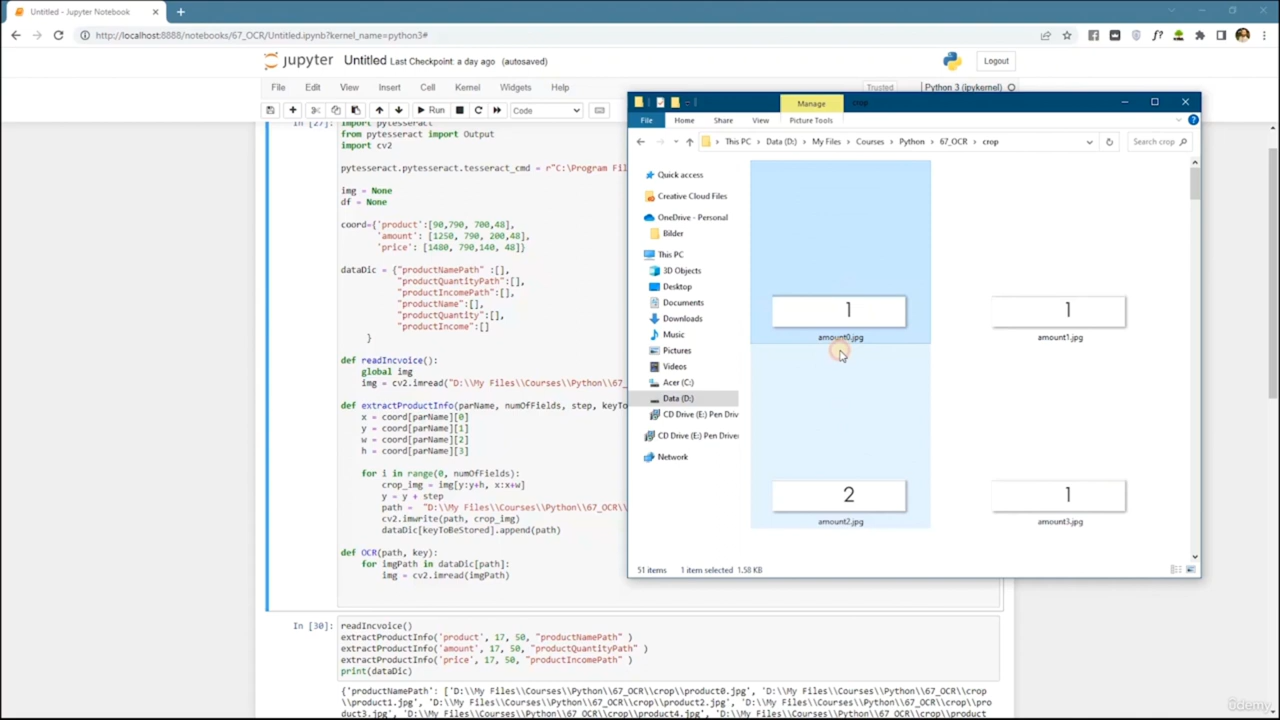 Untitled - Jupyter Notebook
http://localhost:8888/notebooks/67_OCR/Untitled.ipynb?kernel_name=python3#
jupyter Untitled Last Checkpoint: a day ago (autosaved)
Logout
File Edit View Insert Cell Kernel Widgets Help
Trusted Python 3 (ipykernel)
Run Code
In [27]:
import pytesseract
from pytesseract import Output
import cv2
pytesseract.pytesseract.tesseract_cmd = r"C:\Program Fil
img = None
df = None
coord={'product':[90,790, 700,48],
'amount': [1250, 790, 200,48],
'price': [1480, 790,140, 48]}
dataDic = {"productNamePath" :[],
"productQuantityPath":[],
"productIncomePath":[],
"productName":[],
"productQuantity":[],
"productIncome":[]
}
def readIncvoice():
global img
img = cv2.imread("D:\\My Files\\Courses\\Python\\67_
def extractProductInfo(parName, numOfFields, step, keyTo
x = coord[parName][0]
y = coord[parName][1]
w = coord[parName][2]
h = coord[parName][3]
for i in range(0, numOfFields):
crop_img = img[y:y+h, x:x+w]
y = y + step
path = "D:\\My Files\\Courses\\Python\\67_OCR\\
cv2.imwrite(path, crop_img)
dataDic[keyToBeStored].append(path)
def OCR(path, key):
for imgPath in dataDic[path]:
img = cv2.imread(imgPath)
In [30]:
readIncvoice()
extractProductInfo('product', 17, 50, "productNamePath" )
extractProductInfo('amount', 17, 50, "productQuantityPath" )
extractProductInfo('price', 17, 50, "productIncomePath" )
print(dataDic)
{'productNamePath': ['D:\\My Files\\Courses\\Python\\67_OCR\\crop\\product0.jpg', 'D:\\My Files\\Courses\\Python\\67_OCR\\crop
\\product1.jpg', 'D:\\My Files\\Courses\\Python\\67_OCR\\crop\\product2.jpg', 'D:\\My Files\\Courses\\Python\\67_OCR\\crop\\
product3.jpg', 'D:\\My Files\\Courses\\Python\\67_OCR\\crop\\product4.jpg', 'D:\\My Files\\Courses\\Python\\67_OCR\\crop\\product
Manage crop
File Home Share View Picture Tools
This PC Data (D:) My Files Courses Python 67_OCR crop
Search crop
Quick access
Creative Cloud Files
OneDrive - Personal
Bilder
This PC
3D Objects
Desktop
Documents
Downloads
Music
Pictures
Videos
Acer (C:)
Data (D:)
CD Drive (E:) Pen Driv
CD Drive (E:) Pen Drive
Network
1
amount0.jpg
1
amount1.jpg
2
amount2.jpg
1
amount3.jpg
51 items 1 item selected 1,58 KB
ûdemy